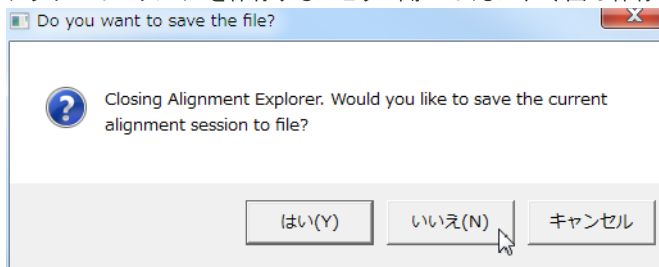 Do you want to save the file?
Closing Alignment Explorer. Would you like to save the current
alignment session to file?
はい(Y) いいえ(N) キャンセル